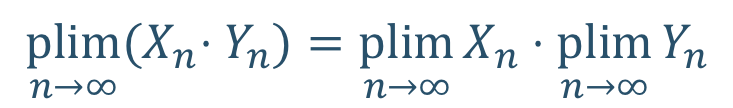 plim(Xₙ· Yₙ) = plim Xₙ · plim Yₙ
n→∞ n→∞ n→∞